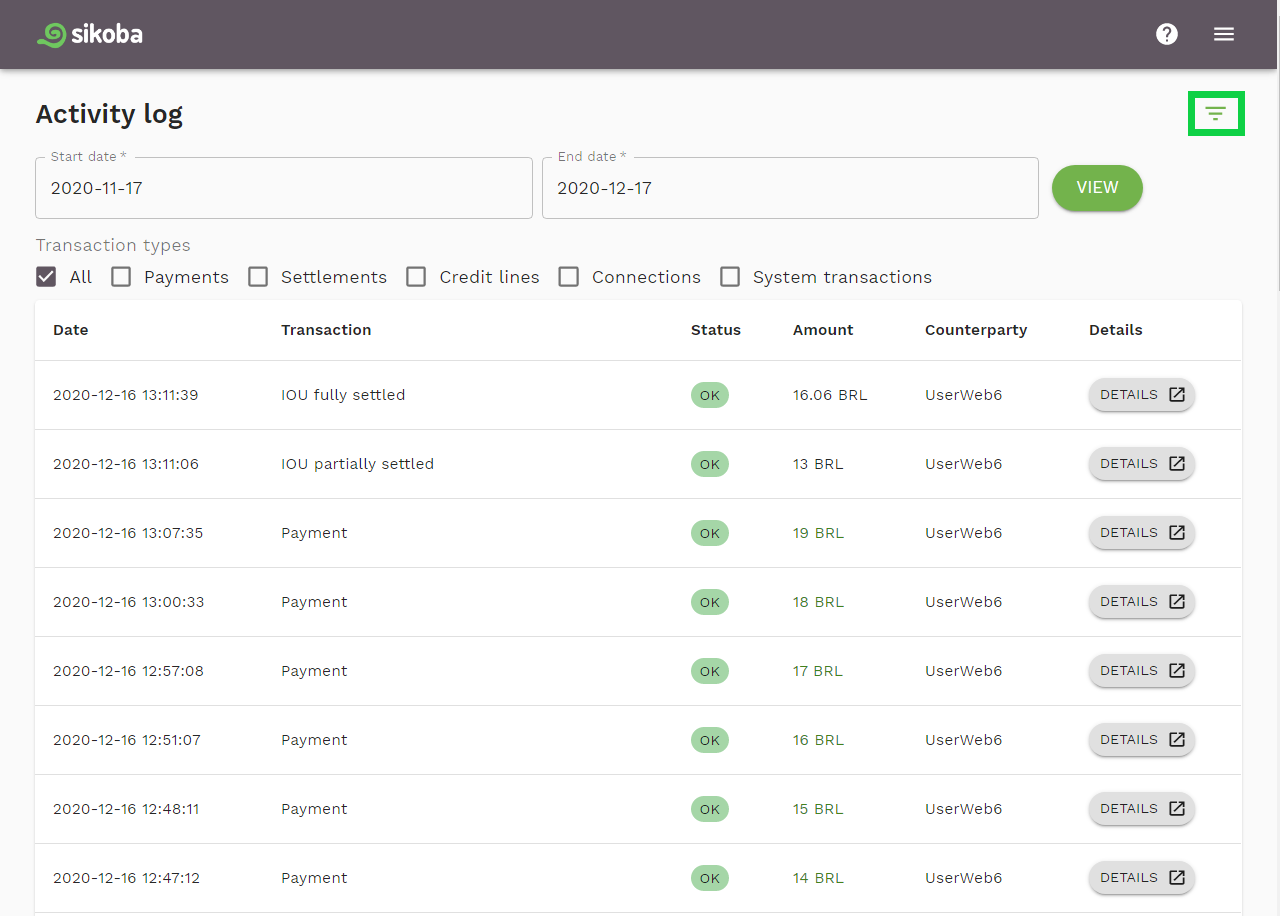 sikoba
Activity log
Start date *
End date *
2020-11-17
2020-12-17
VIEW
Transaction types
All Payments Settlements Credit lines Connections System transactions
Date Transaction Status Amount Counterparty Details
2020-12-16 13:11:39 IOU fully settled OK 16.06 BRL UserWeb6 DETAILS
2020-12-16 13:11:06 IOU partially settled OK 13 BRL UserWeb6 DETAILS
2020-12-16 13:07:35 Payment OK 19 BRL UserWeb6 DETAILS
2020-12-16 13:00:33 Payment OK 18 BRL UserWeb6 DETAILS
2020-12-16 12:57:08 Payment OK 17 BRL UserWeb6 DETAILS
2020-12-16 12:51:07 Payment OK 16 BRL UserWeb6 DETAILS
2020-12-16 12:48:11 Payment OK 15 BRL UserWeb6 DETAILS
2020-12-16 12:47:12 Payment OK 14 BRL UserWeb6 DETAILS